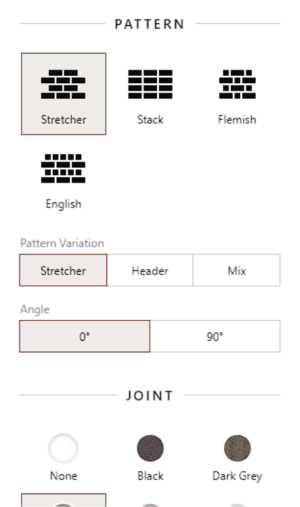 PATTERN
Stretcher Stack Flemish
English
Pattern Variation
Stretcher Header Mix
Angle
0° 90°
JOINT
None Black Dark Grey